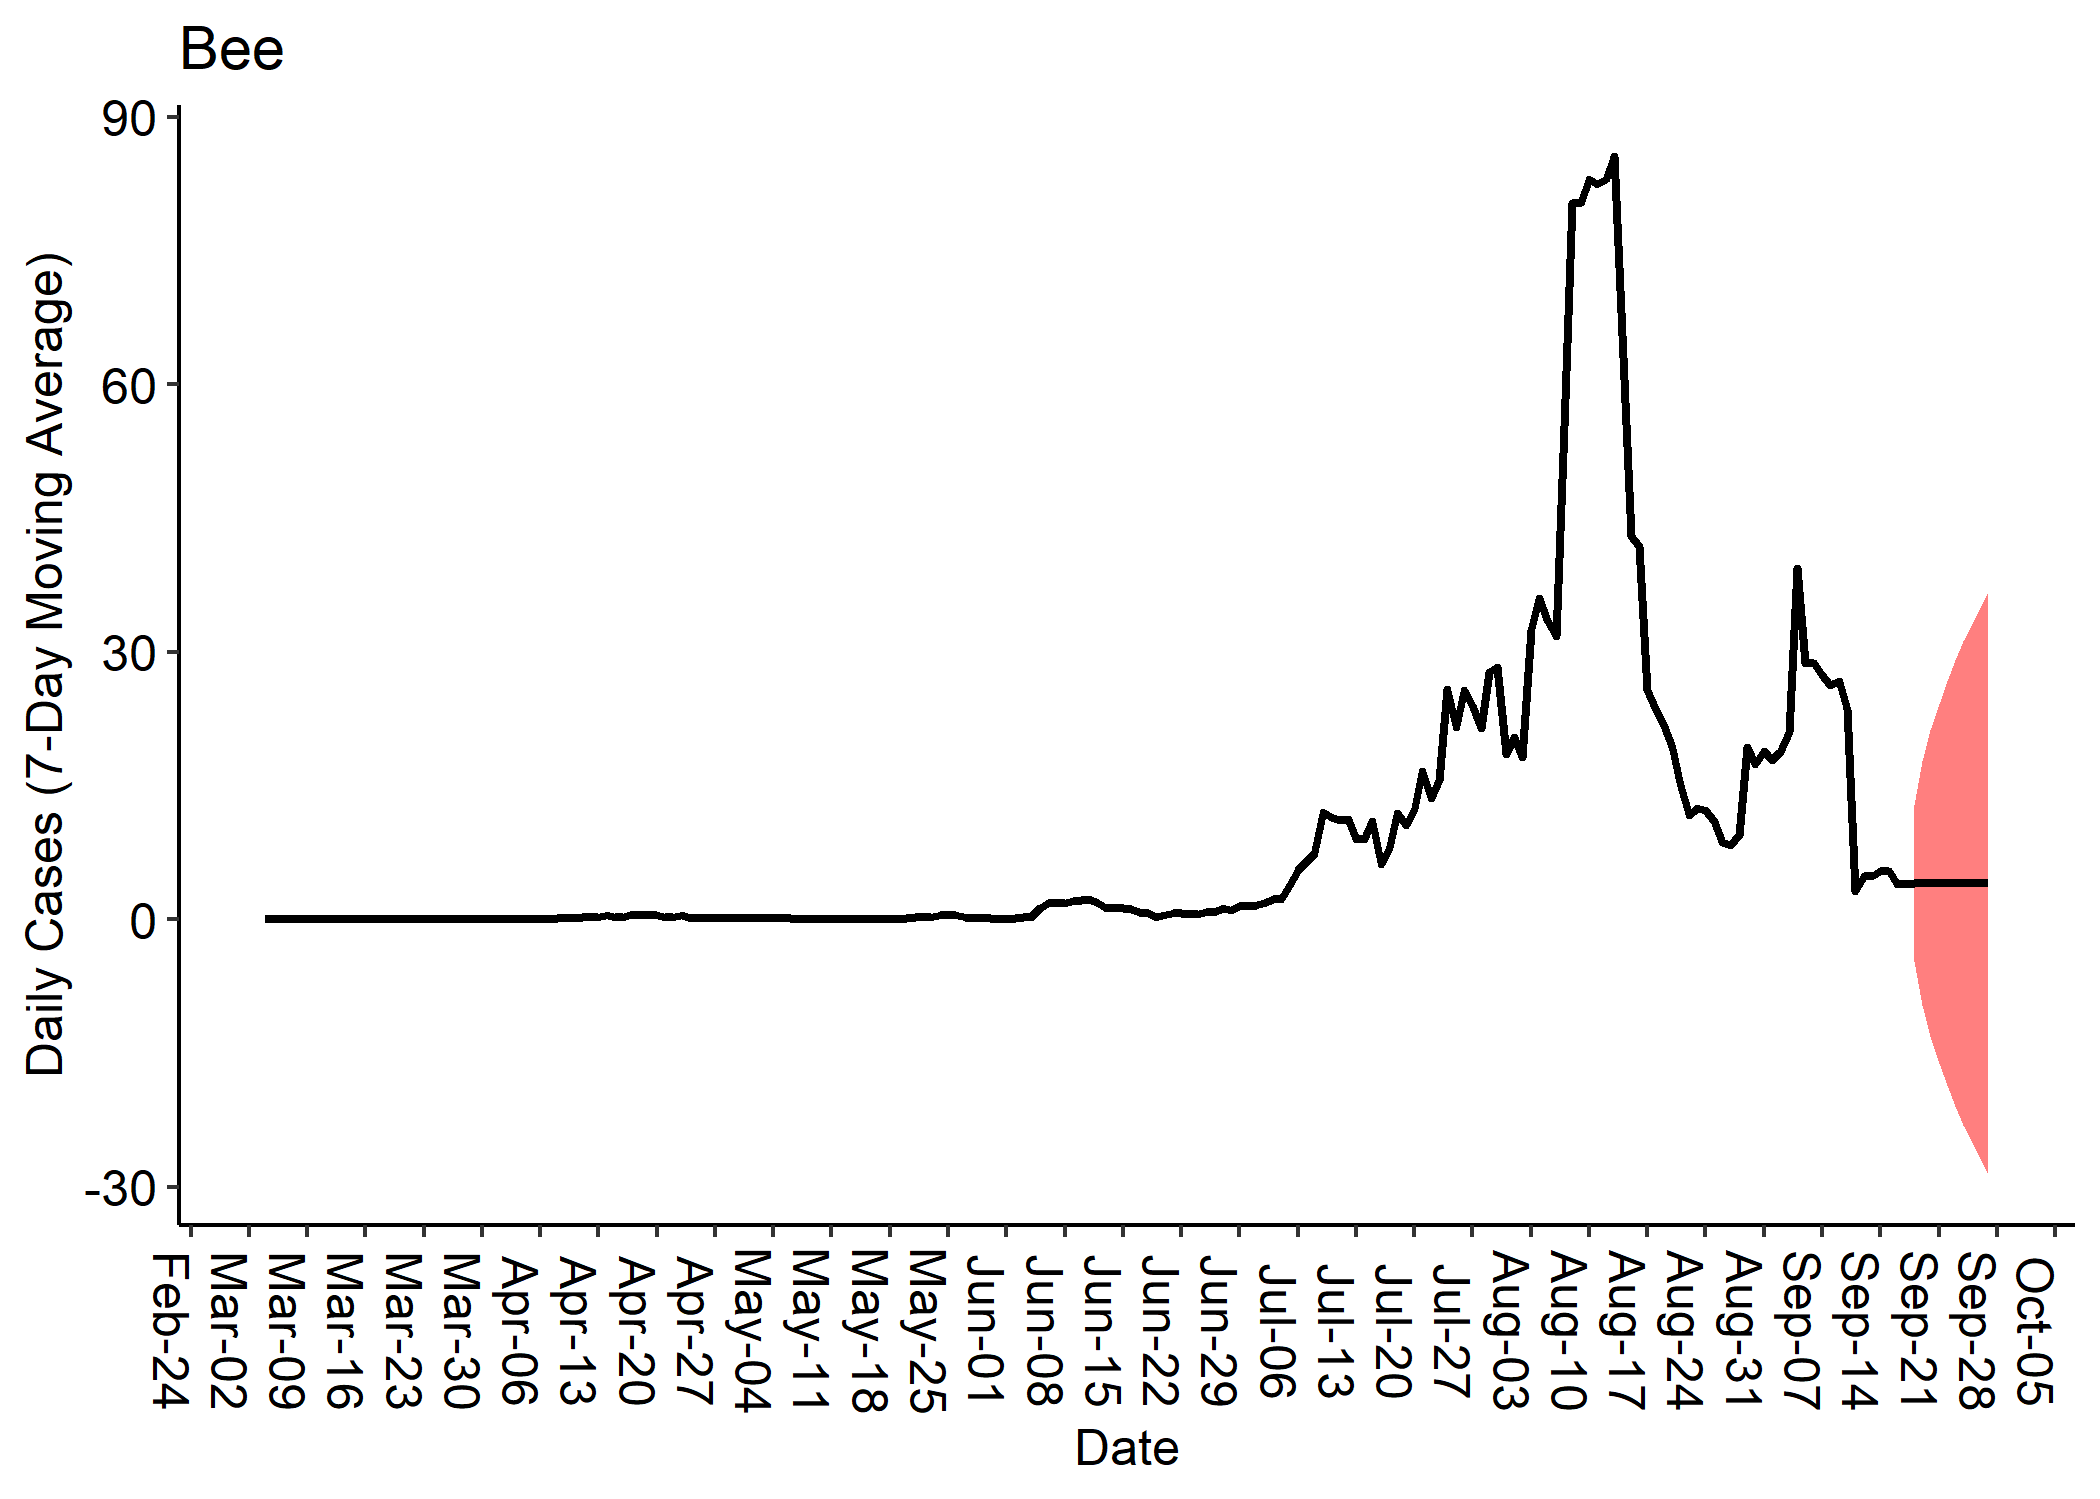 Bee
90
60
30
0
-30
Daily Cases (7-Day Moving Average)
Feb-24
Mar-02
Mar-09
Mar-16
Mar-23
Mar-30
Apr-06
Apr-13
Apr-20
Apr-27
May-04
May-11
May-18
May-25
Jun-01
Jun-08
Jun-15
Jun-22
Jun-29
Jul-06
Jul-13
Jul-20
Jul-27
Aug-03
Aug-10
Aug-17
Aug-24
Aug-31
Sep-07
Sep-14
Sep-21
Sep-28
Oct-05
Date